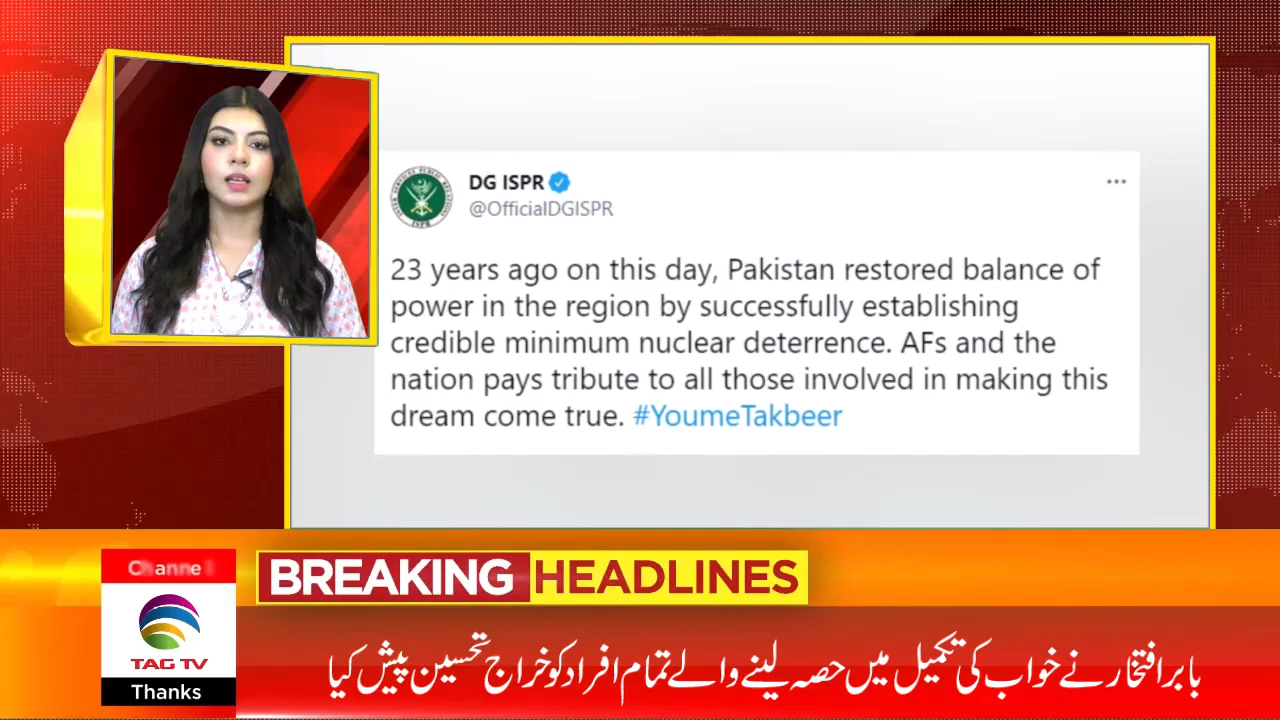 DG ISPR
@OfficialDGISPR
23 years ago on this day, Pakistan restored balance of
power in the region by successfully establishing
credible minimum nuclear deterrence. AFs and the
nation pays tribute to all those involved in making this
dream come true. #YoumeTakbeer
Channel
TAG TV
Thanks
BREAKING HEADLINES
بابر افتخار نے خواب کی تکمیل میں حصہ لینے والے تمام افراد کو خراج تحسین پیش کیا